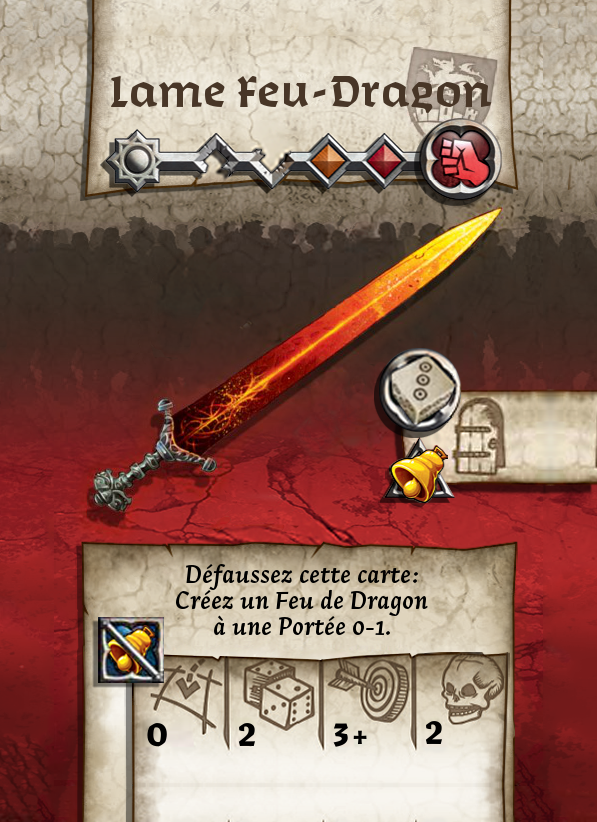 Lame Feu-Dragon
Défaussez cette carte:
Créez un Feu de Dragon
à une Portée 0-1.
0 2 3+ 2